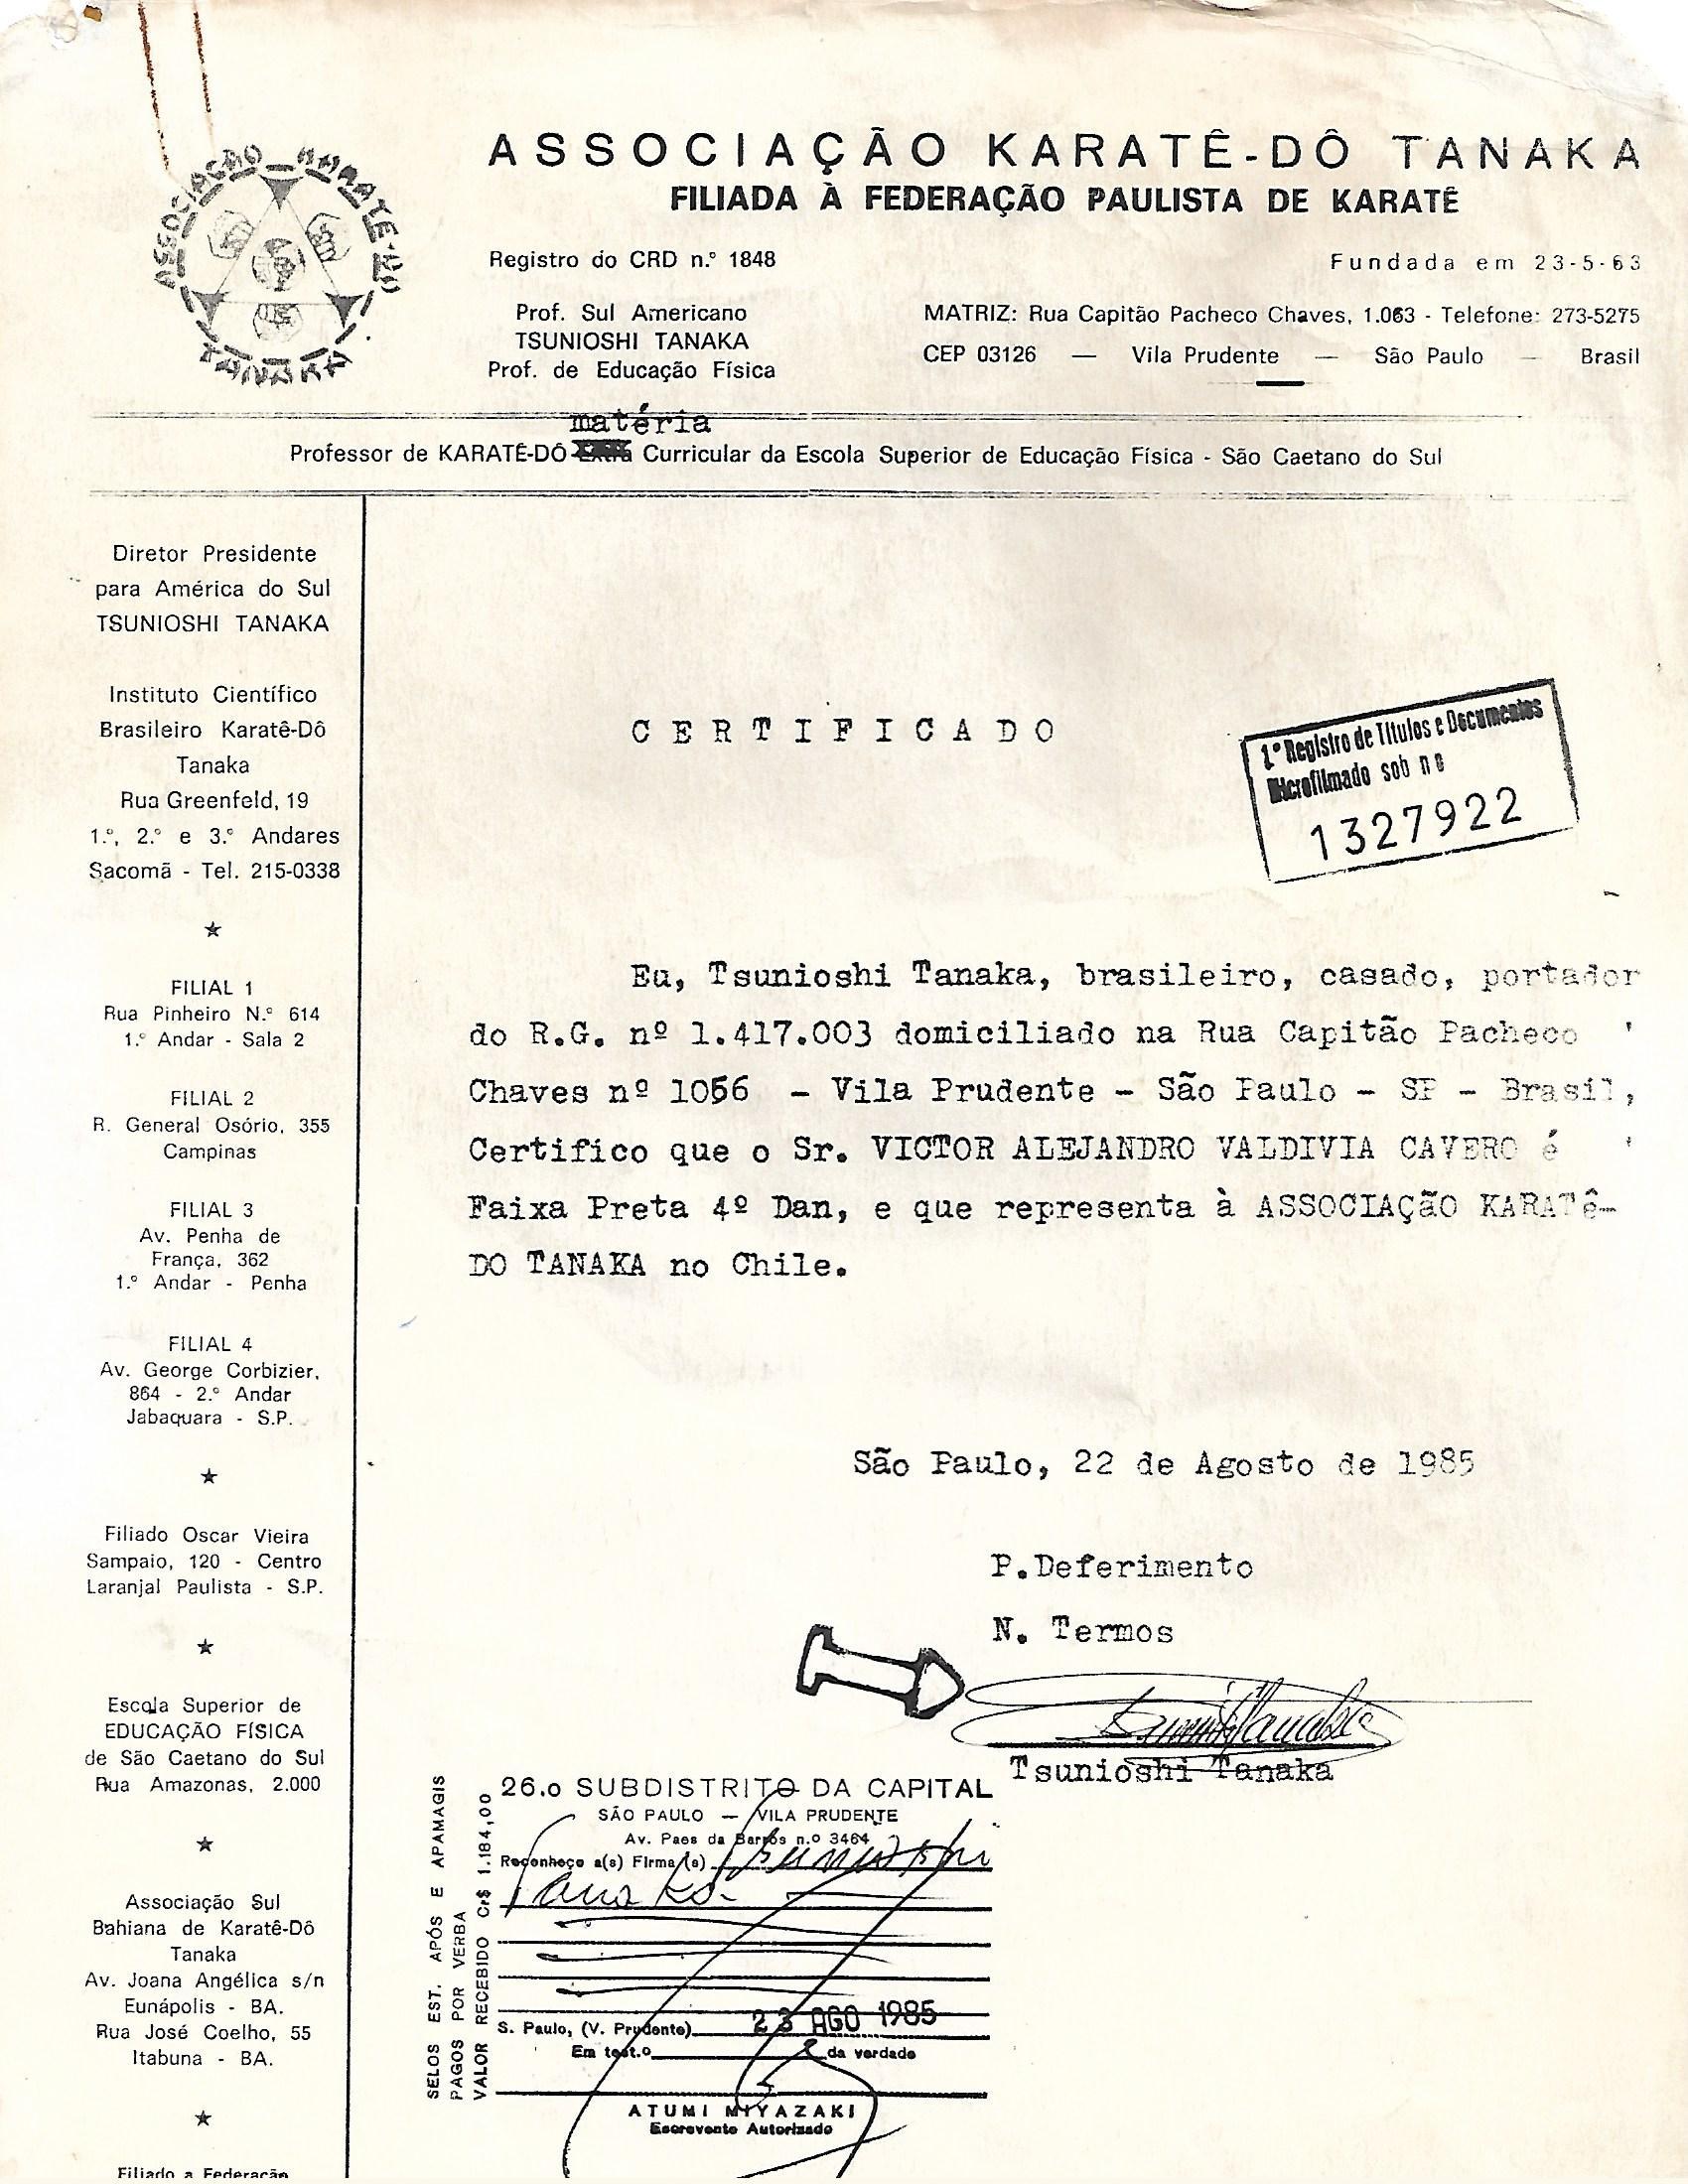 ASSOCIAÇÃO KARATÊ-DÔ TANAKA
ASSOCIAÇÃO KARATÊ-DÔ TANAKA
FILIADA À FEDERAÇÃO PAULISTA DE KARATÊ
Registro do CRD n.º 1848
Fundada em 23-5-63
Prof. Sul Americano
TSUNIOSHI TANAKA
Prof. de Educação Física
MATRIZ: Rua Capitão Pacheco Chaves, 1.063 - Telefone: 273-5275
CEP 03126 — Vila Prudente — São Paulo — Brasil
matéria
Professor de KARATÊ-DÔ Extra Curricular da Escola Superior de Educação Física - São Caetano do Sul
Diretor Presidente
para América do Sul
TSUNIOSHI TANAKA
Instituto Científico
Brasileiro Karatê-Dô
Tanaka
Rua Greenfeld, 19
1.º, 2.º e 3.º Andares
Sacomã - Tel. 215-0338
FILIAL 1
Rua Pinheiro N.º 614
1.º Andar - Sala 2
FILIAL 2
R. General Osório, 355
Campinas
FILIAL 3
Av. Penha de
França, 362
1.º Andar - Penha
FILIAL 4
Av. George Corbizier,
864 - 2.º Andar
Jabaquara - S.P.
Filiado Oscar Vieira
Sampaio, 120 - Centro
Laranjal Paulista - S.P.
Escola Superior de
EDUCAÇÃO FÍSICA
de São Caetano do Sul
Rua Amazonas, 2.000
Associação Sul
Bahiana de Karatê-Dô
Tanaka
Av. Joana Angélica s/n
Eunápolis - BA.
Rua José Coelho, 55
Itabuna - BA.
Filiado a Federação
CERTIFICADO
1º Registro de Títulos e Documentos
Microfilmado sob nº
1327922
Eu, Tsunioshi Tanaka, brasileiro, casado, portador
do R.G. nº 1.417.003 domiciliado na Rua Capitão Pacheco '
Chaves nº 1056 - Vila Prudente - São Paulo - SP - Brasil,
Certifico que o Sr. VICTOR ALEJANDRO VALDIVIA CAVERO é '
Faixa Preta 4º Dan, e que representa à ASSOCIAÇãO KARATê-
DO TANAKA no Chile.
São Paulo, 22 de Agosto de 1985
P.Deferimento
N. Termos
Tsunioshi Tanaka
26.o SUBDISTRITO DA CAPITAL
SÃO PAULO — VILA PRUDENTE
Av. Paes da Barros n.o 3464
Reconheço a(s) Firma(s) Tsunioshi
Tanaka
S. Paulo, (V. Prudente) 23 AGO 1985
Em test.o da verdade
ATUMI MIYAZAKI
Escrevente Autorizado
SELOS EST. APÓS E APAMAGIS
PAGOS POR VERBA
VALOR RECEBIDO Cr$ 1.184,00